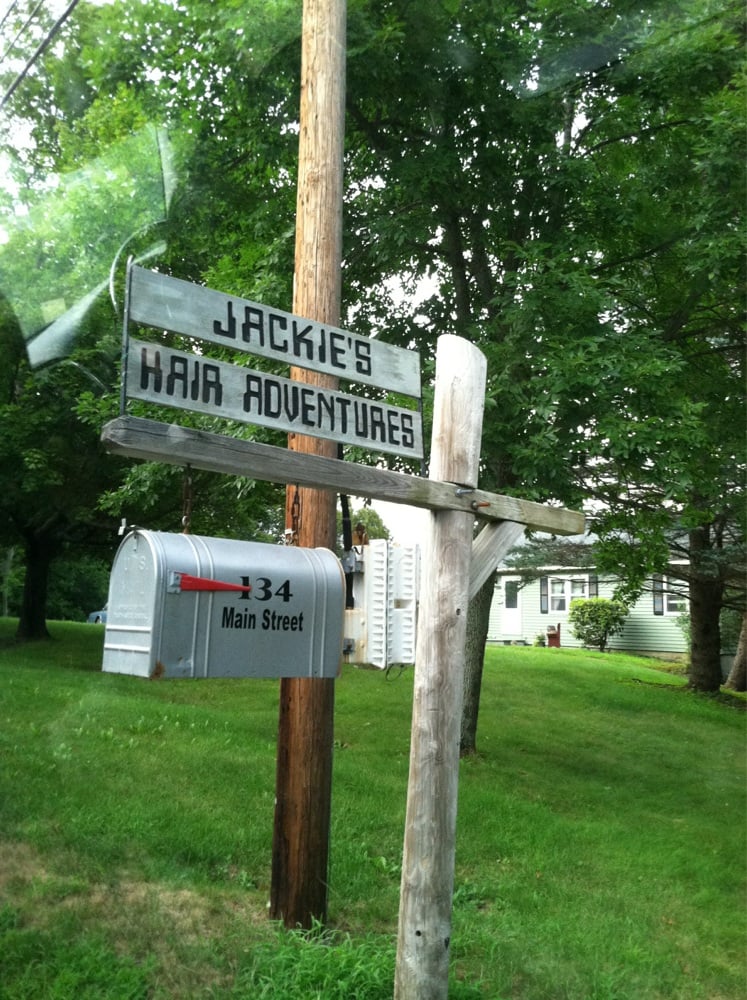 JACKIE'S
HAIR ADVENTURES
134
Main Street